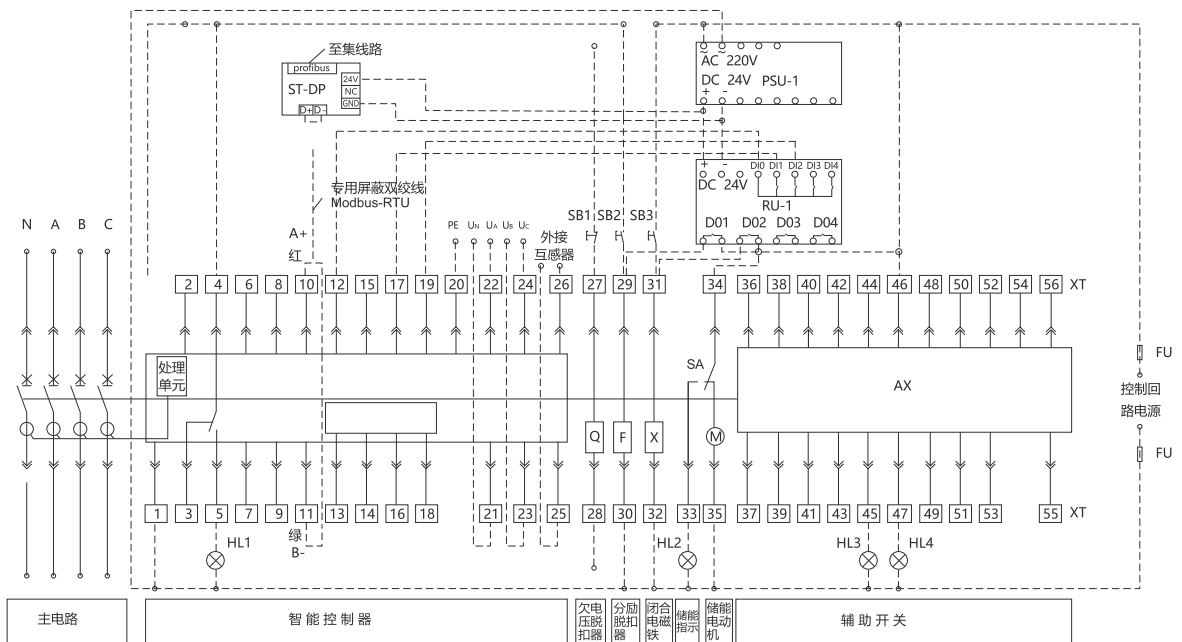 至集线路
profibus
ST-DP
24V
NC
GND
D+ D-
~ ~
AC 220V
DC 24V PSU-1
+ -
+ - DI0 DI1 DI2 DI3 DI4
DC 24V
RU-1
D01 D02 D03 D04
专用屏蔽双绞线
Modbus-RTU
N A B C
A+
红
PE UN UA UB UC
外接
互感器
SB1 SB2 SB3
2 4 6 8 10 12 15 17 19 20 22 24 26 27 29 31 34 36 38 40 42 44 46 48 50 52 54 56 XT
处理
单元
SA
AX
FU
控制回
路电源
FU
Q F X M
1 3 5 7 9 11 13 14 16 18 21 23 25 28 30 32 33 35 37 39 41 43 45 47 49 51 53 55 XT
绿
B-
HL1 HL2 HL3 HL4
主电路
智能控制器
欠电
压脱
扣器
分励
脱扣
器
闭合
电磁
铁
储能
指示
储能
电动
机
辅助开关